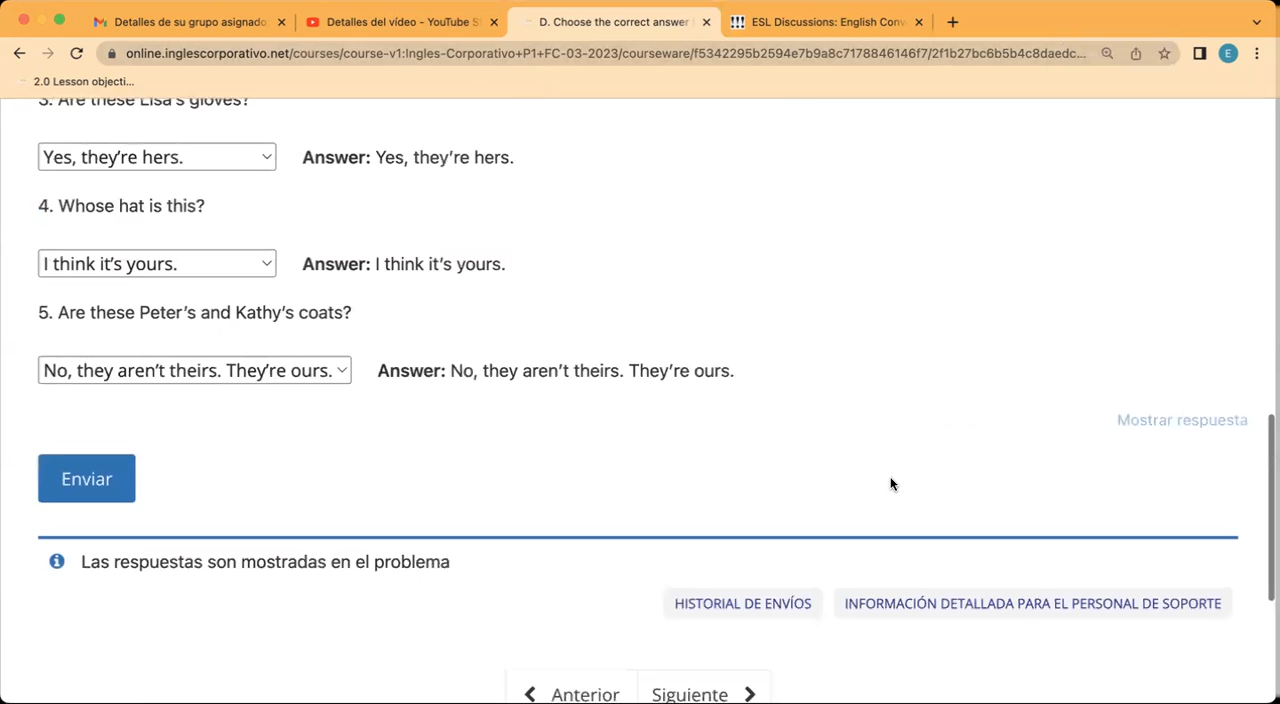 Detalles de su grupo asignado
Detalles del vídeo - YouTube S
D. Choose the correct answer
ESL Discussions: English Conv
online.inglescorporativo.net/courses/course-v1:Ingles-Corporativo+P1+FC-03-2023/courseware/f5342295b2594e7b9a8c7178846146f7/2f1b27bc6b5b4c8daedc...
E
2.0 Lesson objecti...
3. Are these Lisa's gloves?
Yes, they're hers.
Answer: Yes, they're hers.
4. Whose hat is this?
I think it's yours.
Answer: I think it's yours.
5. Are these Peter's and Kathy's coats?
No, they aren't theirs. They're ours.
Answer: No, they aren't theirs. They're ours.
Mostrar respuesta
Enviar
Las respuestas son mostradas en el problema
HISTORIAL DE ENVÍOS
INFORMACIÓN DETALLADA PARA EL PERSONAL DE SOPORTE
Anterior
Siguiente